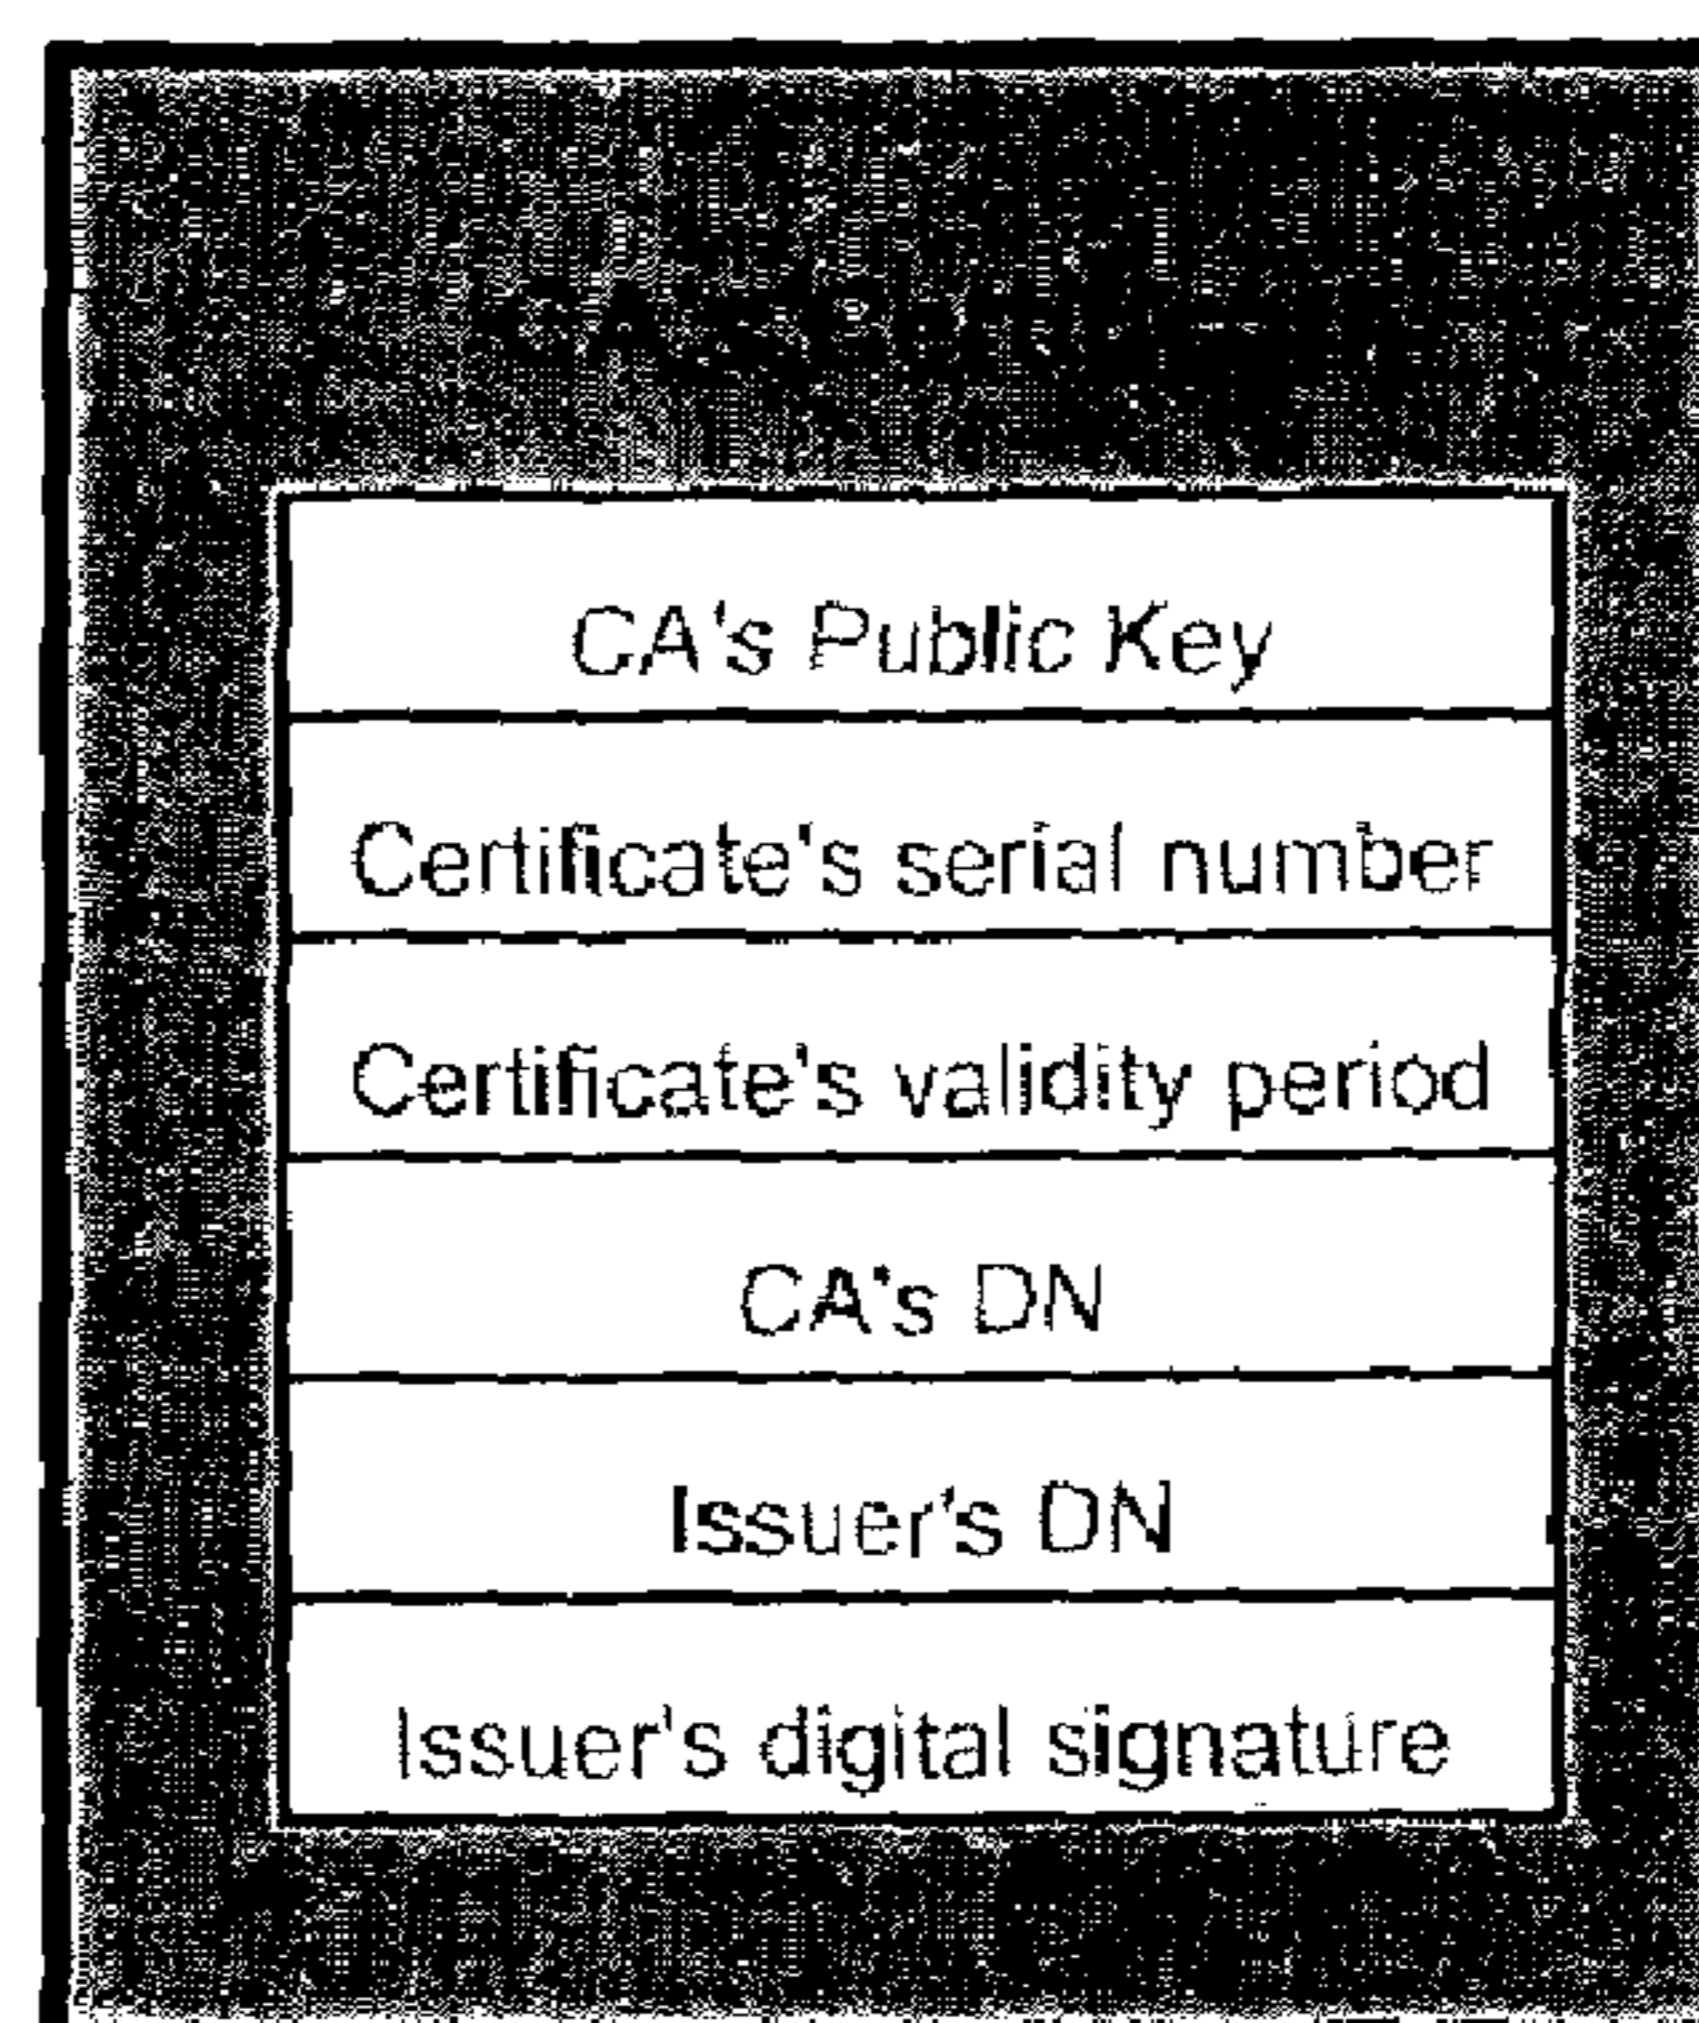 CA's Public Key
Certificate's serial number
Certificate's validity period
CA's DN
Issuer's DN
Issuer's digital signature